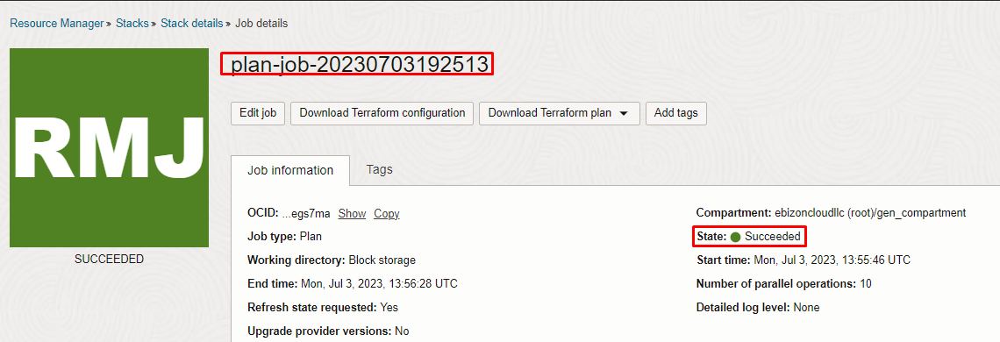 Resource Manager » Stacks » Stack details » Job details
RMJ
SUCCEEDED
plan-job-20230703192513
Edit job
Download Terraform configuration
Download Terraform plan
Add tags
Job information
Tags
OCID: ...egs7ma Show Copy
Job type: Plan
Working directory: Block storage
End time: Mon, Jul 3, 2023, 13:56:28 UTC
Refresh state requested: Yes
Upgrade provider versions: No
Compartment: ebizoncloudllc (root)/gen_compartment
State: Succeeded
Start time: Mon, Jul 3, 2023, 13:55:46 UTC
Number of parallel operations: 10
Detailed log level: None